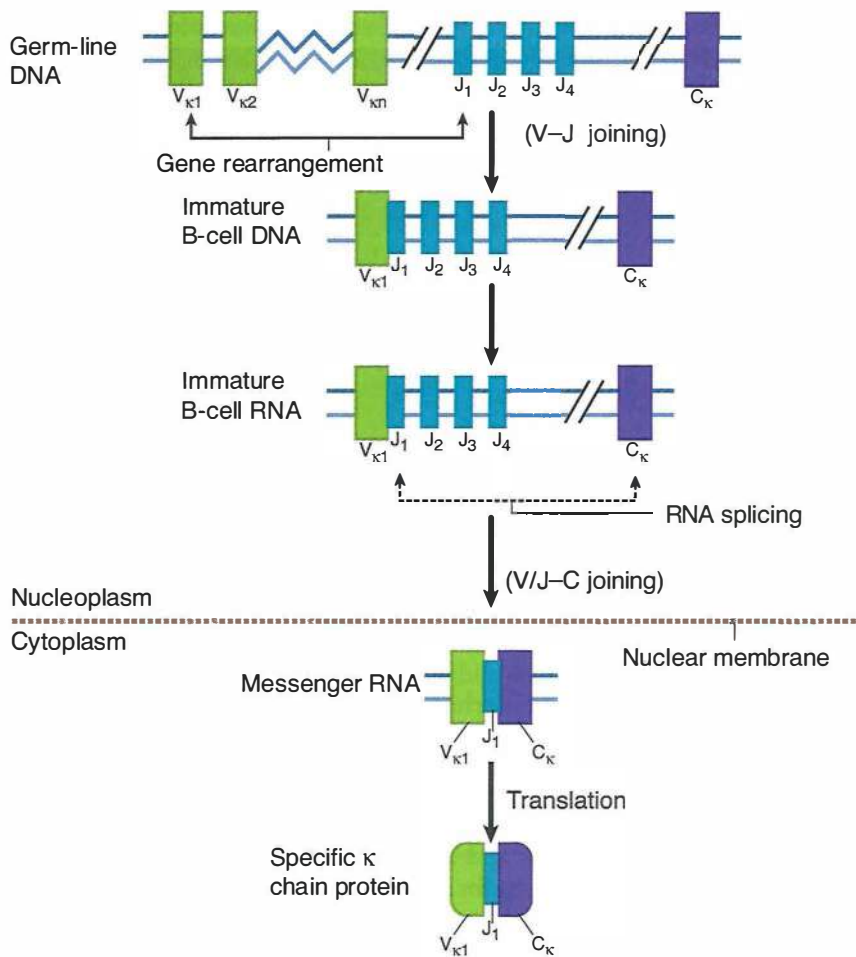 Germ-line
DNA
Vκ1 Vκ2 Vκn J1 J2 J3 J4 Cκ
(V–J joining)
Gene rearrangement
Immature
B-cell DNA
Vκ1 J1 J2 J3 J4 Cκ
Immature
B-cell RNA
Vκ1 J1 J2 J3 J4 Cκ
RNA splicing
(V/J–C joining)
Nucleoplasm
Cytoplasm
Nuclear membrane
Messenger RNA
Vκ1 J1 Cκ
Translation
Specific κ
chain protein
Vκ1 J1 Cκ